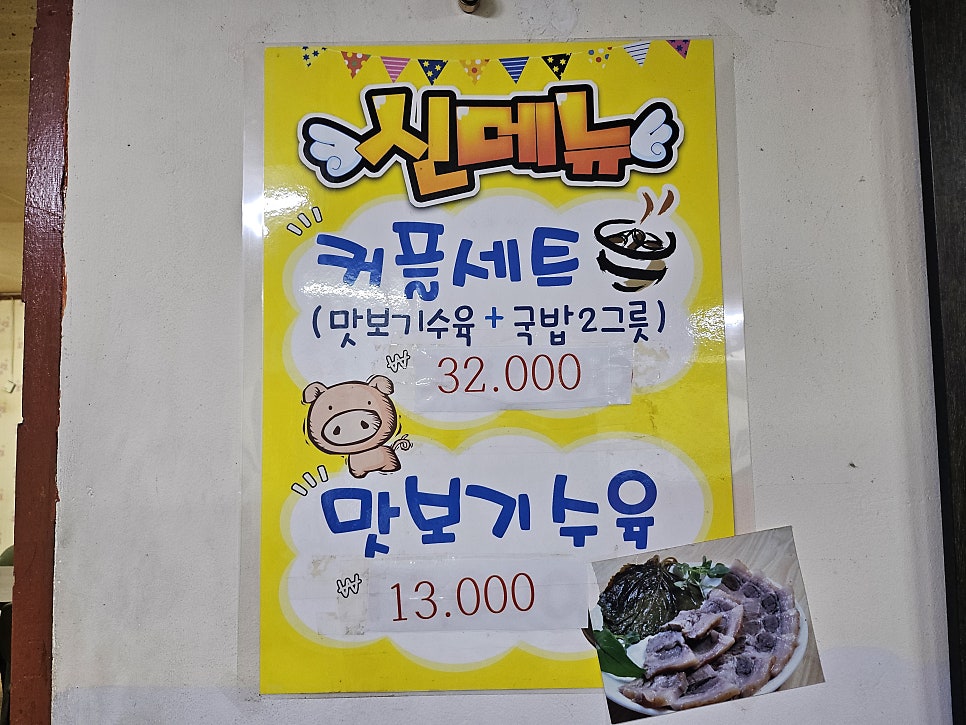 신메뉴
커플세트
(맛보기수육+국밥2그릇)
₩ 32.000
맛보기수육
₩ 13.000